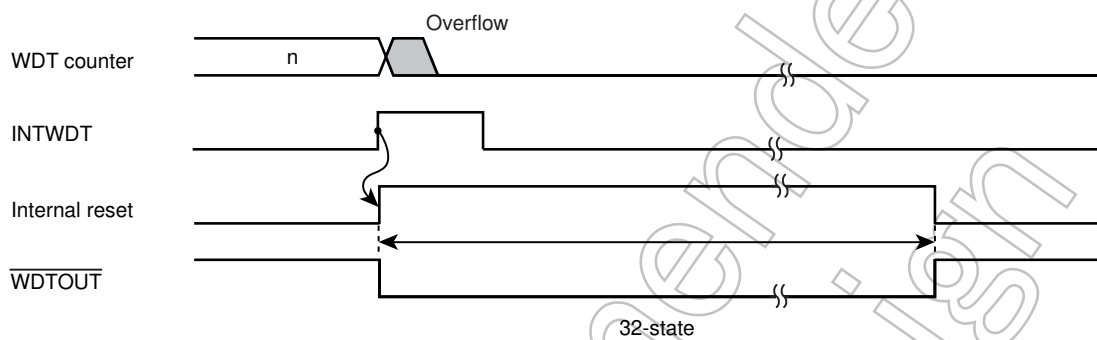 Overflow
WDT counter
n
INTWDT
Internal reset
WDTOUT
32-state